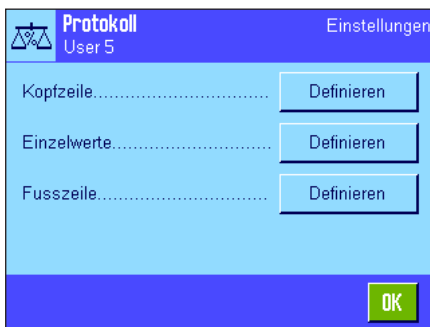 Protokoll Einstellungen
User 5
Kopfzeile............................... Definieren
Einzelwerte............................ Definieren
Fusszeile.............................. Definieren
OK